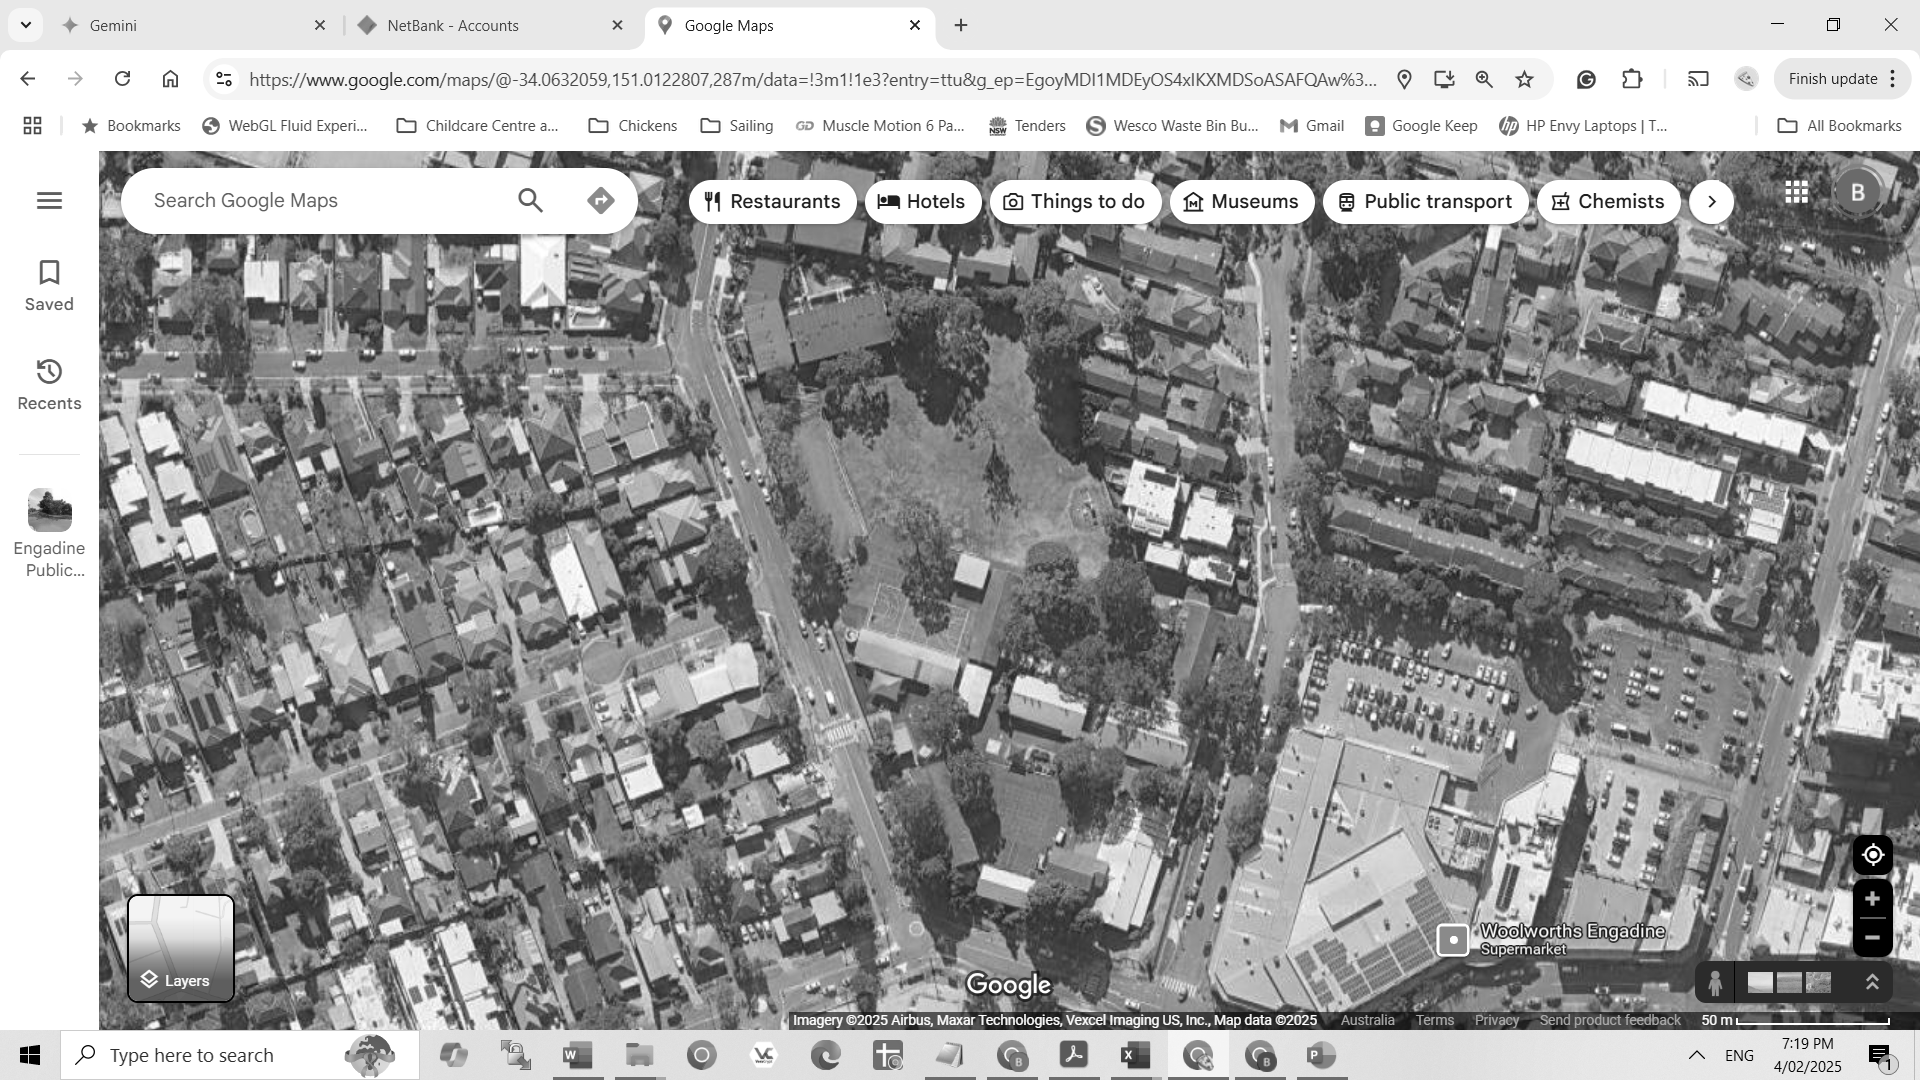 Gemini
NetBank - Accounts
Google Maps
https://www.google.com/maps/@-34.0632059,151.0122807,287m/data=!3m1!1e3?entry=ttu&g_ep=EgoyMDI1MDEyOS4xIKXMDSoASAFQAw%3...
Finish update
Bookmarks
WebGL Fluid Experi...
Childcare Centre a...
Chickens
Sailing
GD Muscle Motion 6 Pa...
NSW Tenders
Wesco Waste Bin Bu...
Gmail
Google Keep
hp HP Envy Laptops | T...
All Bookmarks
Search Google Maps
Restaurants
Hotels
Things to do
Museums
Public transport
Chemists
B
Saved
Recents
Engadine
Public...
Layers
Woolworths Engadine
Supermarket
Google
Imagery ©2025 Airbus, Maxar Technologies, Vexcel Imaging US, Inc., Map data ©2025
Australia
Terms
Privacy
Send product feedback
50 m
Type here to search
ENG
7:19 PM
4/02/2025
1